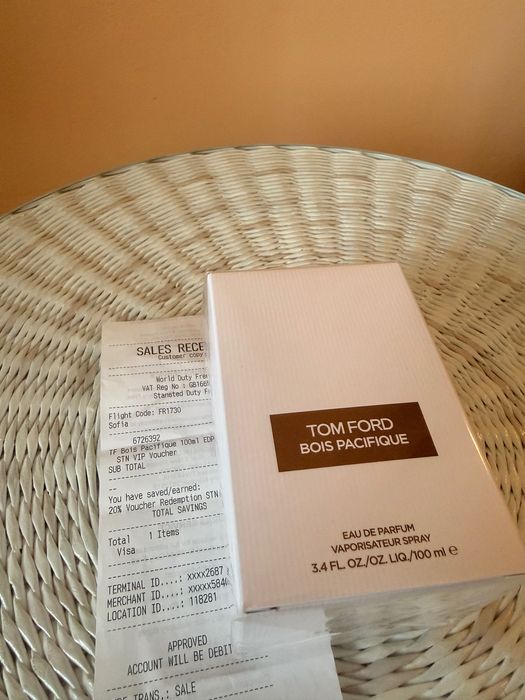 SALES RECE
Customer copy
World Duty Fre
VAT Reg No : GB166
Stansted Duty F
Flight Code: FR1730
Sofia
6726392
TF Bois Pacifique 100ml EDP
STN VIP Voucher
SUB TOTAL
--
You have saved/earned:
20% Voucher Redemption STN
TOTAL SAVINGS
Total 1 Items
Visa
TERMINAL ID....: xxxx2687
MERCHANT ID....: xxxxx5840
LOCATION ID....: 118281
APPROVED
ACCOUNT WILL BE DEBIT
TRANS.: SALE
TOM FORD
BOIS PACIFIQUE
EAU DE PARFUM
VAPORISATEUR SPRAY
3.4 FL. OZ./OZ. LIQ./100 ml ℮